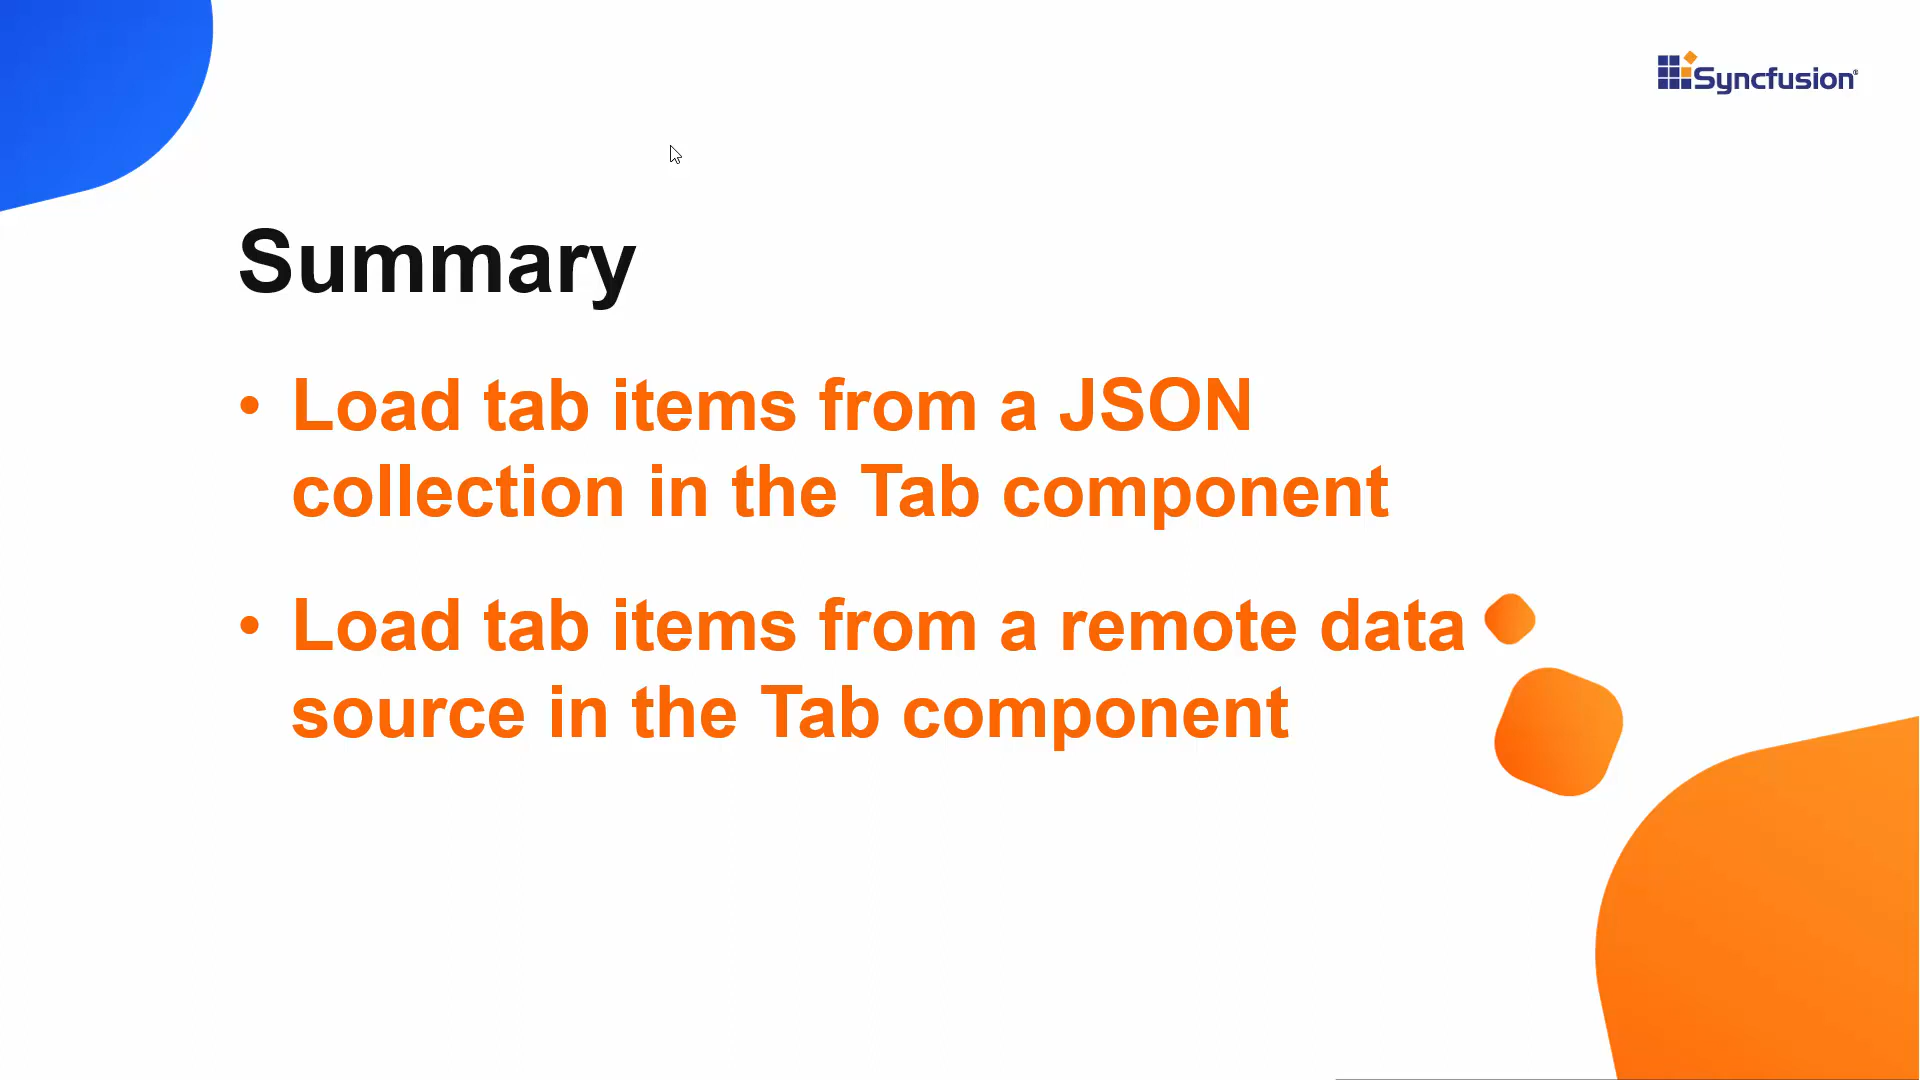 Syncfusion®
Summary
• Load tab items from a JSON
collection in the Tab component
• Load tab items from a remote data
source in the Tab component